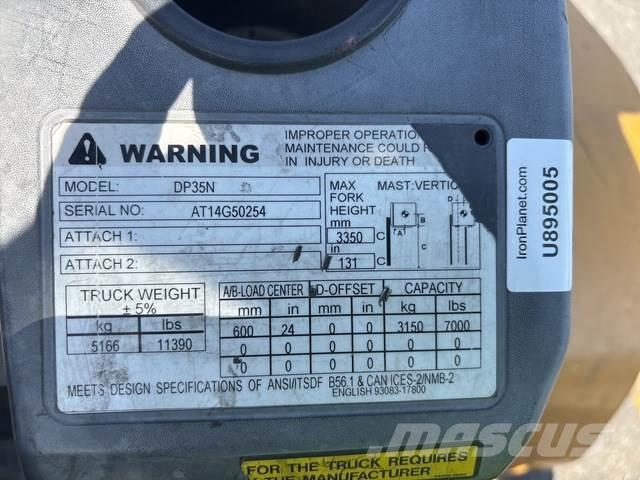 WARNING
IMPROPER OPERATION
MAINTENANCE COULD
IN INJURY OR DEATH
MODEL: DP35N
SERIAL NO: AT14G50254
ATTACH 1:
ATTACH 2:
MAX
FORK
HEIGHT
mm
3350 C
in
131 C
MAST:VERTIC
D
A
B
C
TRUCK WEIGHT
± 5%
kg lbs
5166 11390
A/B-LOAD CENTER D-OFFSET CAPACITY
mm in mm in kg lbs
600 24 0 0 3150 7000
0 0 0 0 0 0
0 0 0 0 0 0
MEETS DESIGN SPECIFICATIONS OF ANSI/ITSDF B56.1 & CAN ICES-2/NMB-2
ENGLISH 93083-17800
IronPlanet.com
U895005
FOR THE TRUCK REQUIRES
THE MANUFACTURER
MASCUS